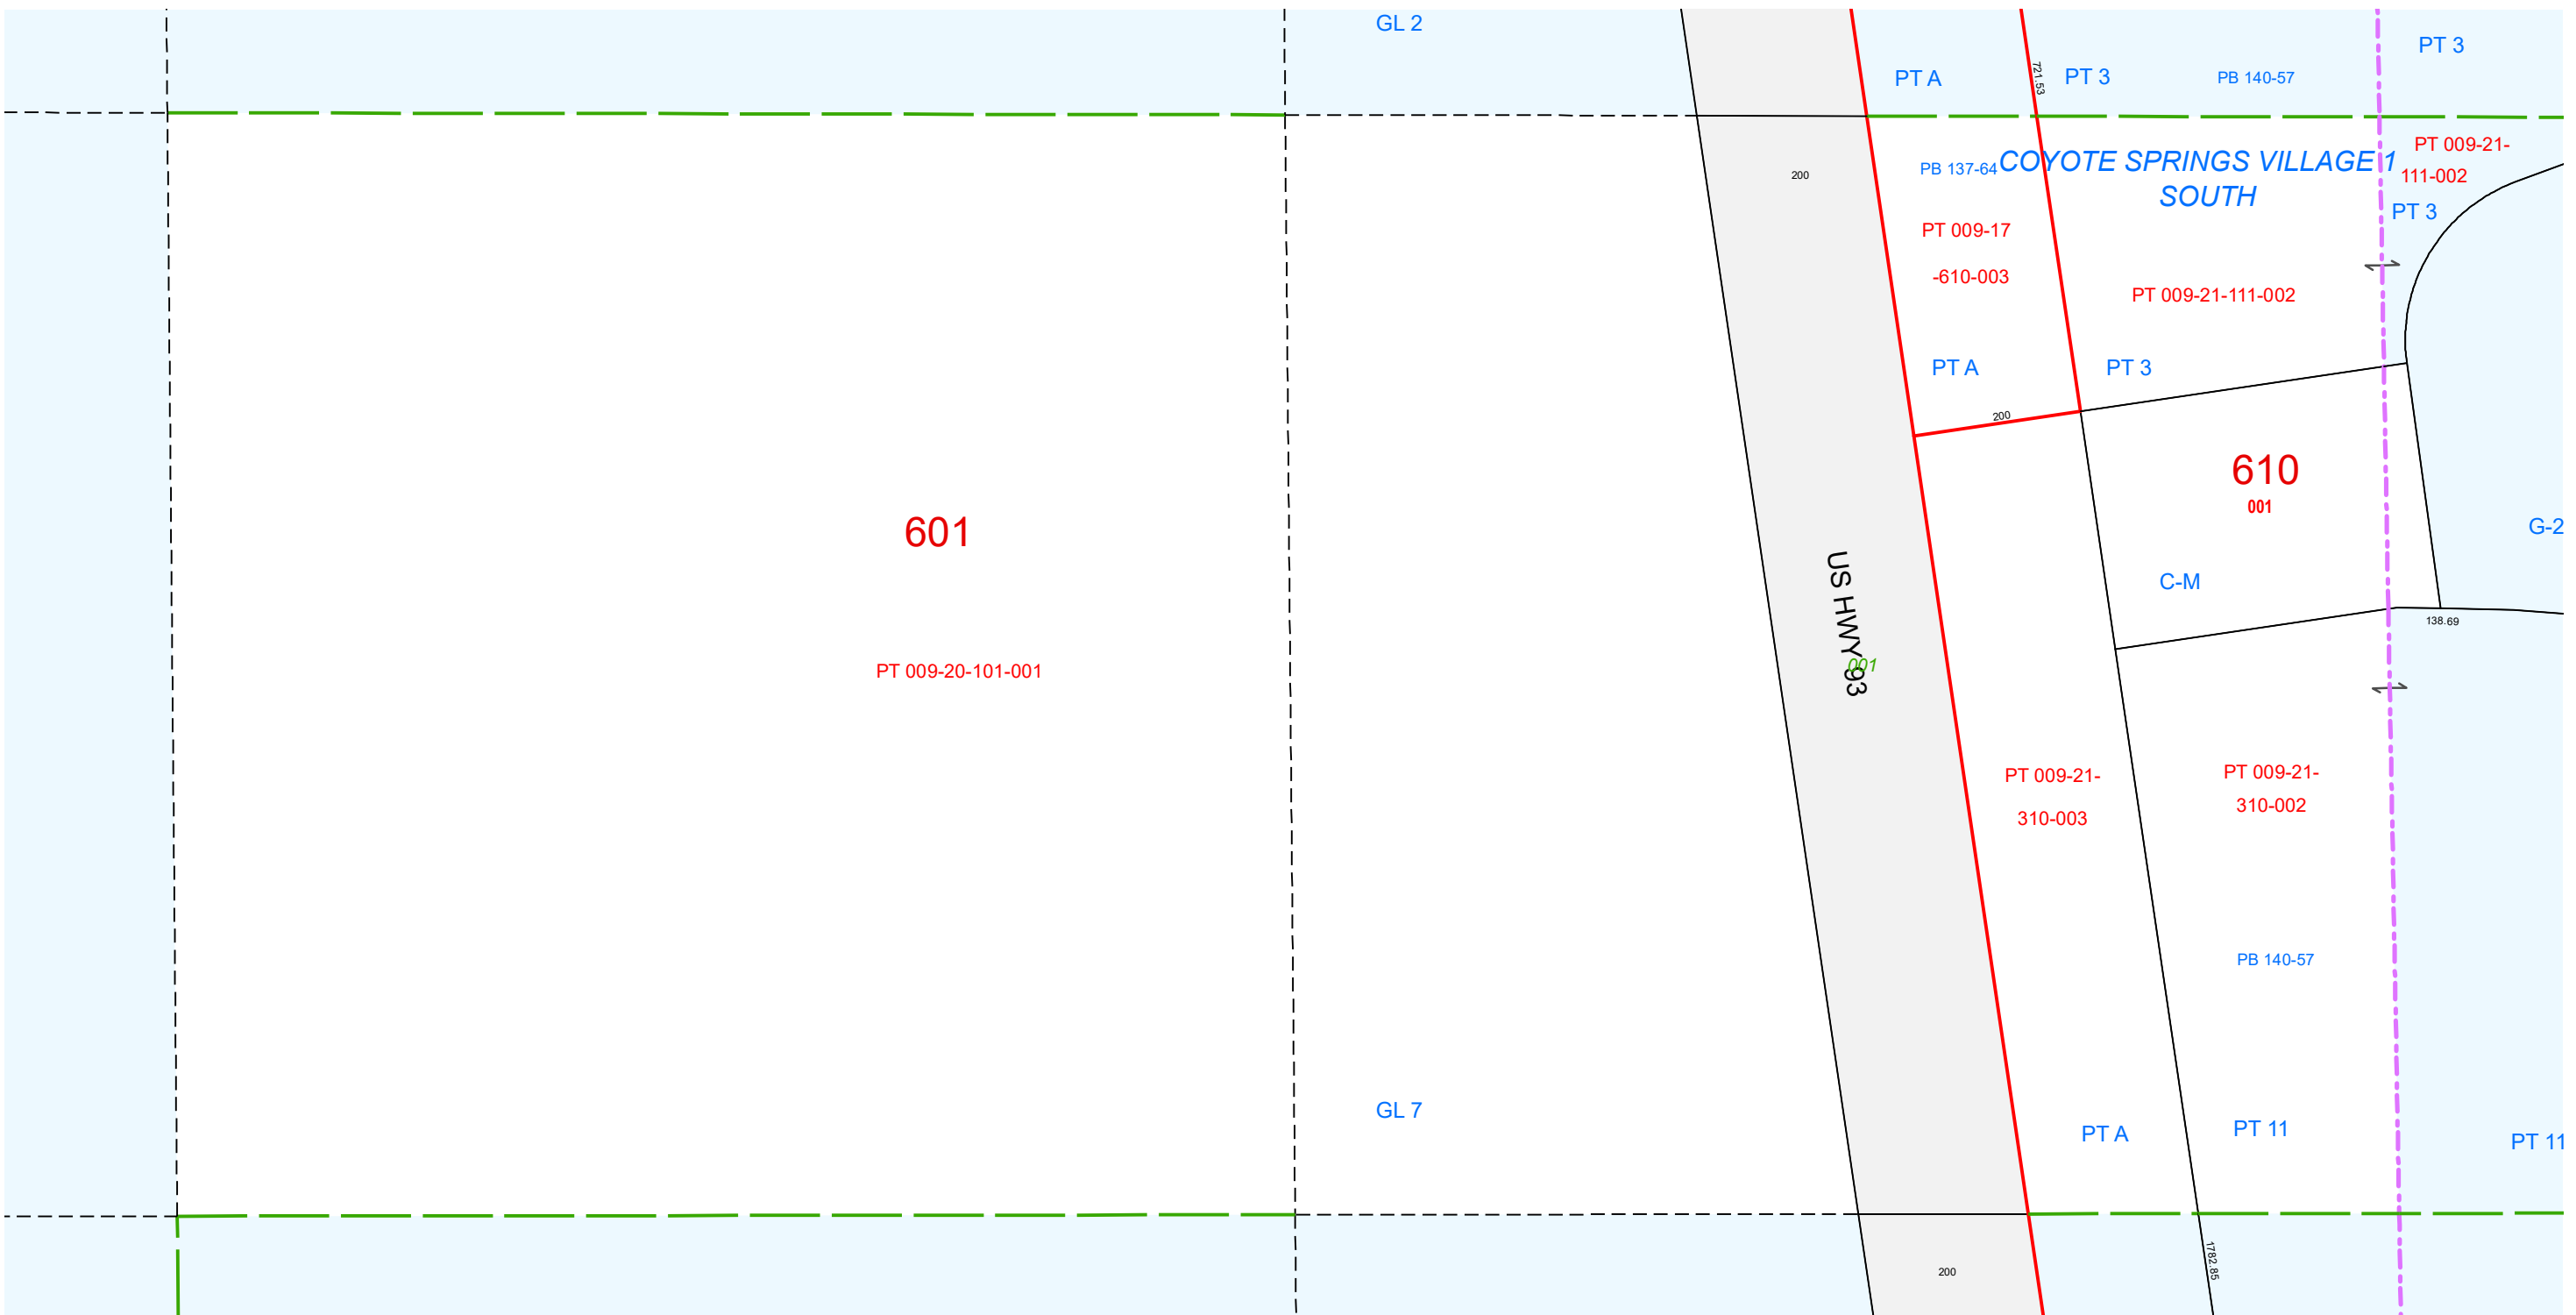 GL 2
PT 3
PT A
721.53
PT 3
PB 140-57
PT 009-21-
111-002
PB 137-64
COYOTE SPRINGS VILLAGE 1
SOUTH
200
PT 3
PT 009-17
-610-003
PT 009-21-111-002
PT A
PT 3
200
610
001
601
G-2
C-M
US HWY 93
001
138.69
PT 009-20-101-001
PT 009-21-
310-003
PT 009-21-
310-002
PB 140-57
GL 7
PT A
PT 11
PT 11
200
1782.85